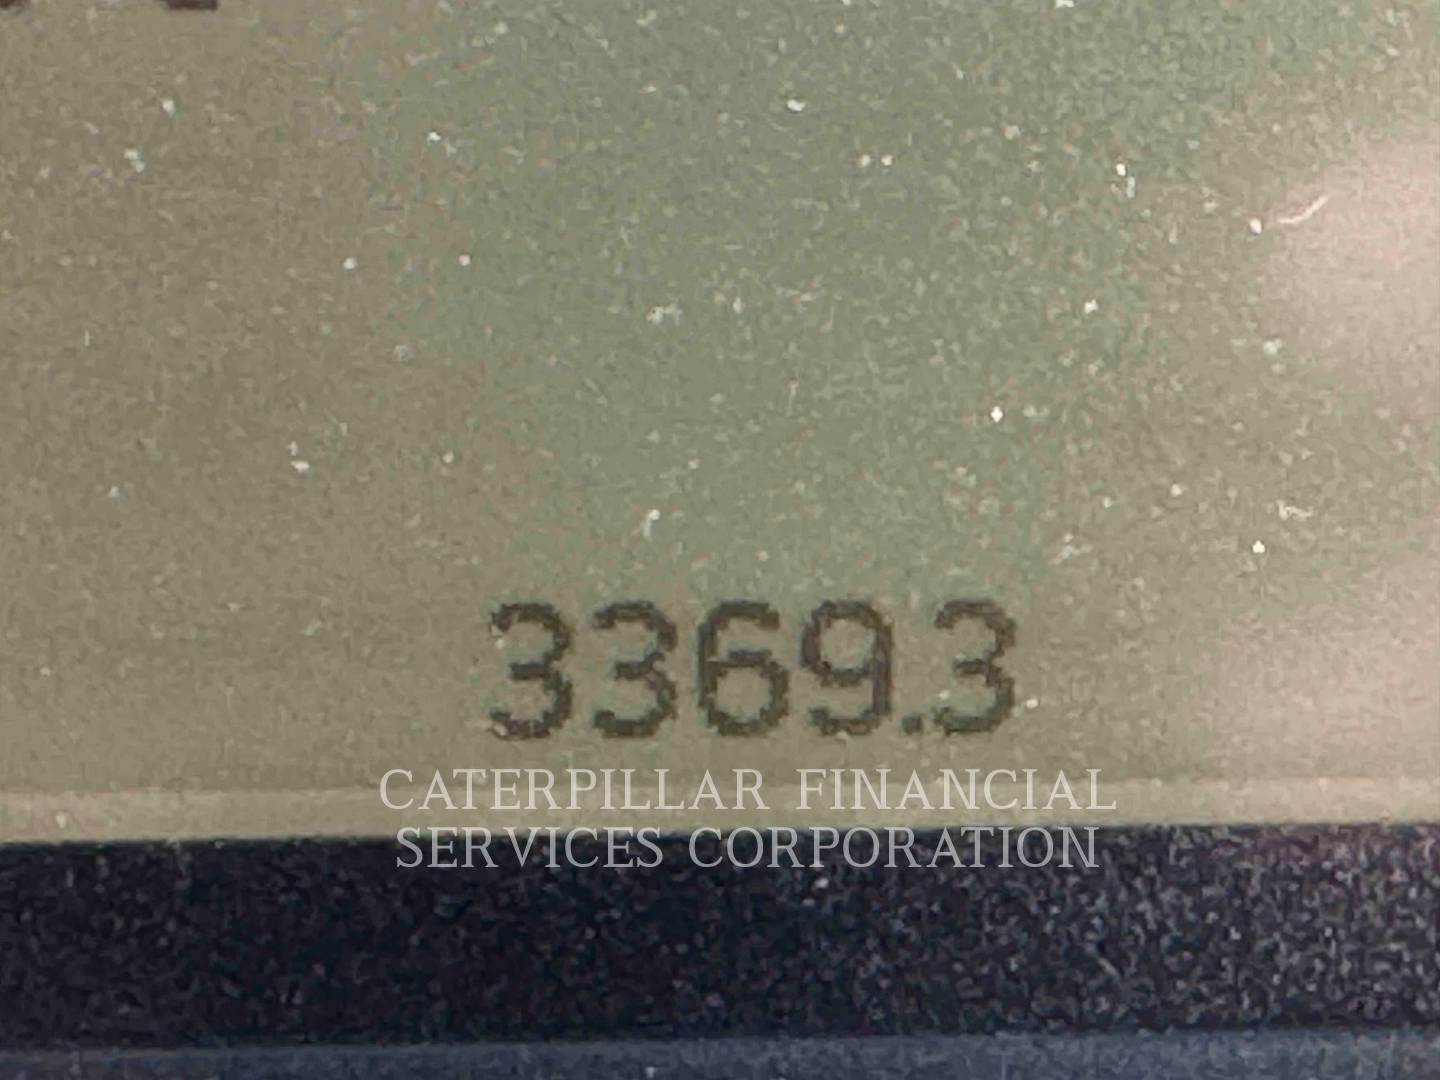 3369.3
CATERPILLAR FINANCIAL
SERVICES CORPORATION